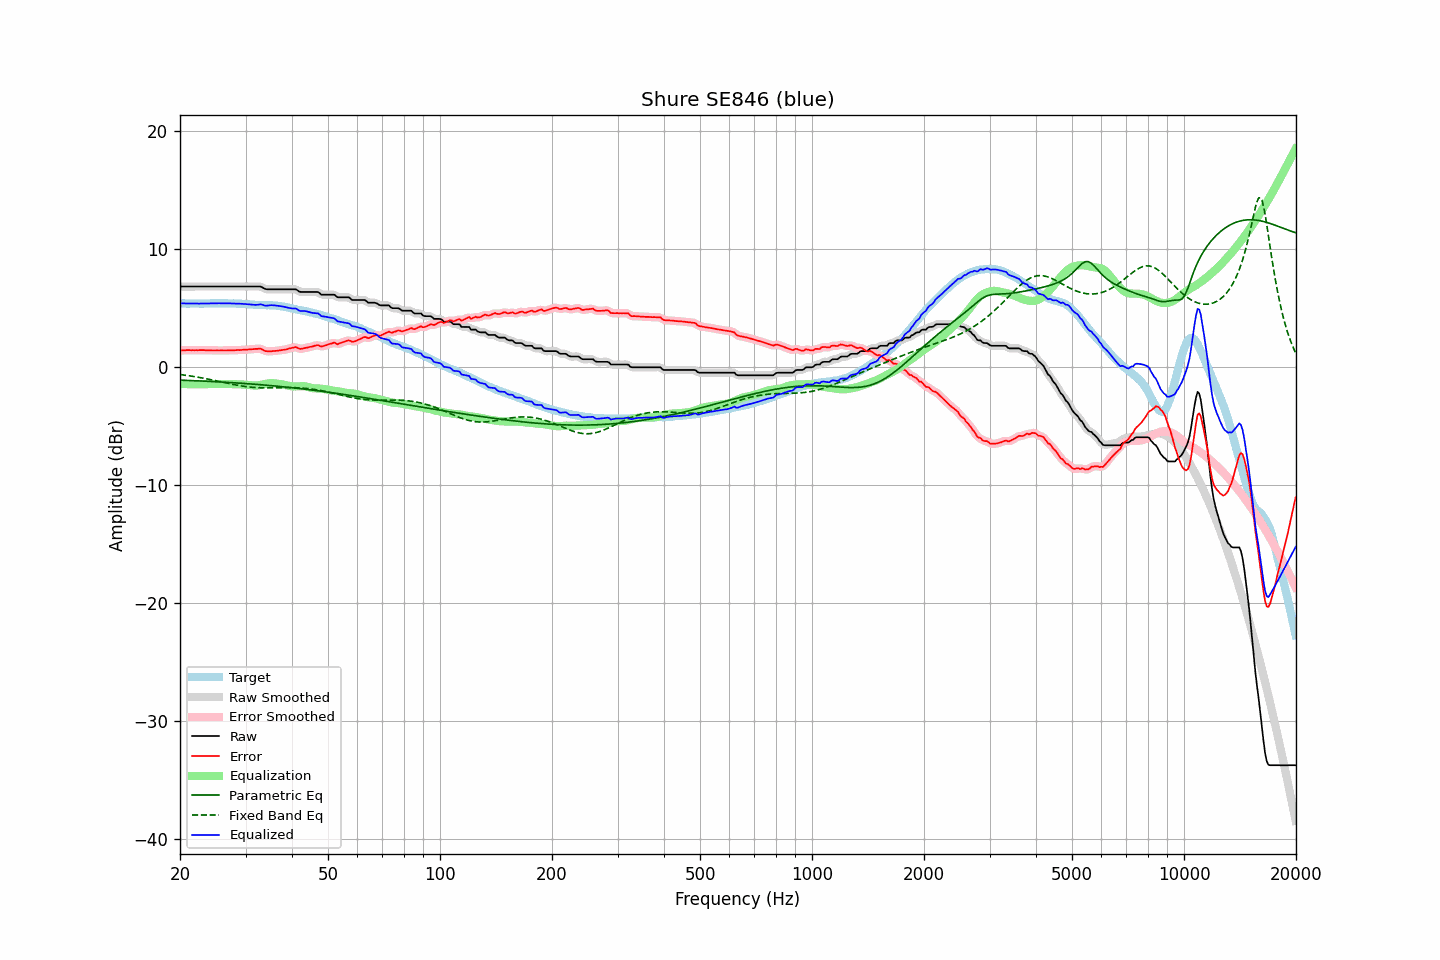 Shure SE846 (blue)
Amplitude (dBr)
20
10
0
−10
−20
−30
−40
Target
Raw Smoothed
Error Smoothed
Raw
Error
Equalization
Parametric Eq
Fixed Band Eq
Equalized
20 50 100 200 500 1000 2000 5000 10000 20000
Frequency (Hz)